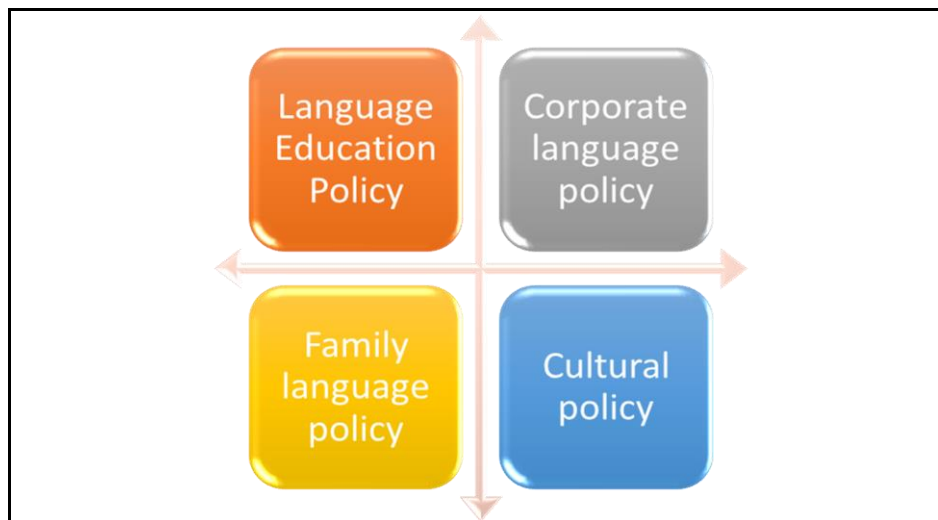 Language
Education
Policy
Corporate
language
policy
Family
language
policy
Cultural
policy